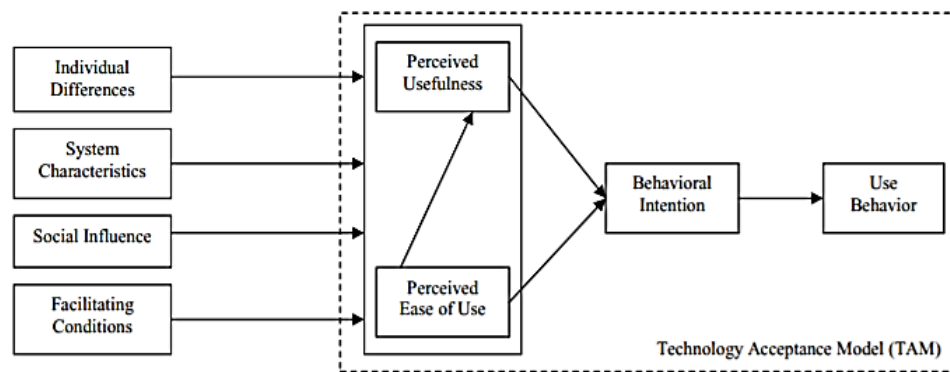 Individual
Differences
System
Characteristics
Social Influence
Facilitating
Conditions
Perceived
Usefulness
Perceived
Ease of Use
Behavioral
Intention
Use
Behavior
Technology Acceptance Model (TAM)